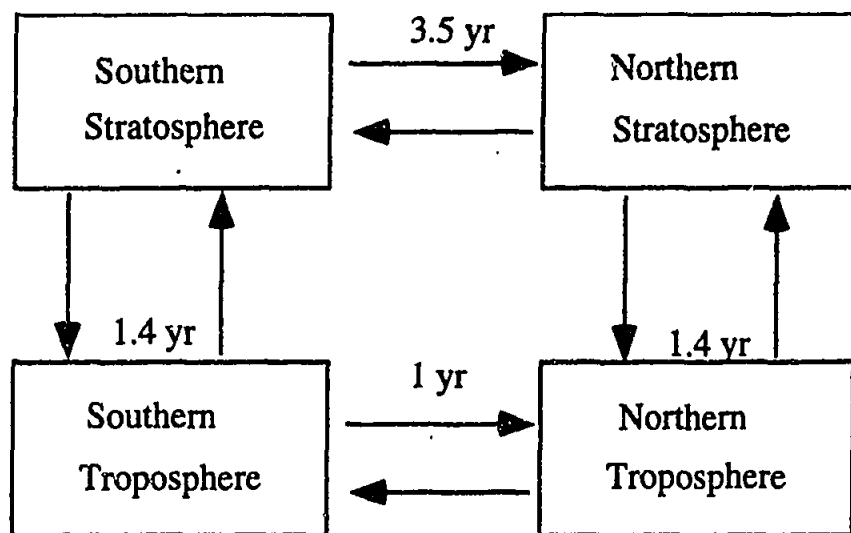 3.5 yr
Southern
Stratosphere
Northern
Stratosphere
1.4 yr
1.4 yr
1 yr
Southern
Troposphere
Northern
Troposphere